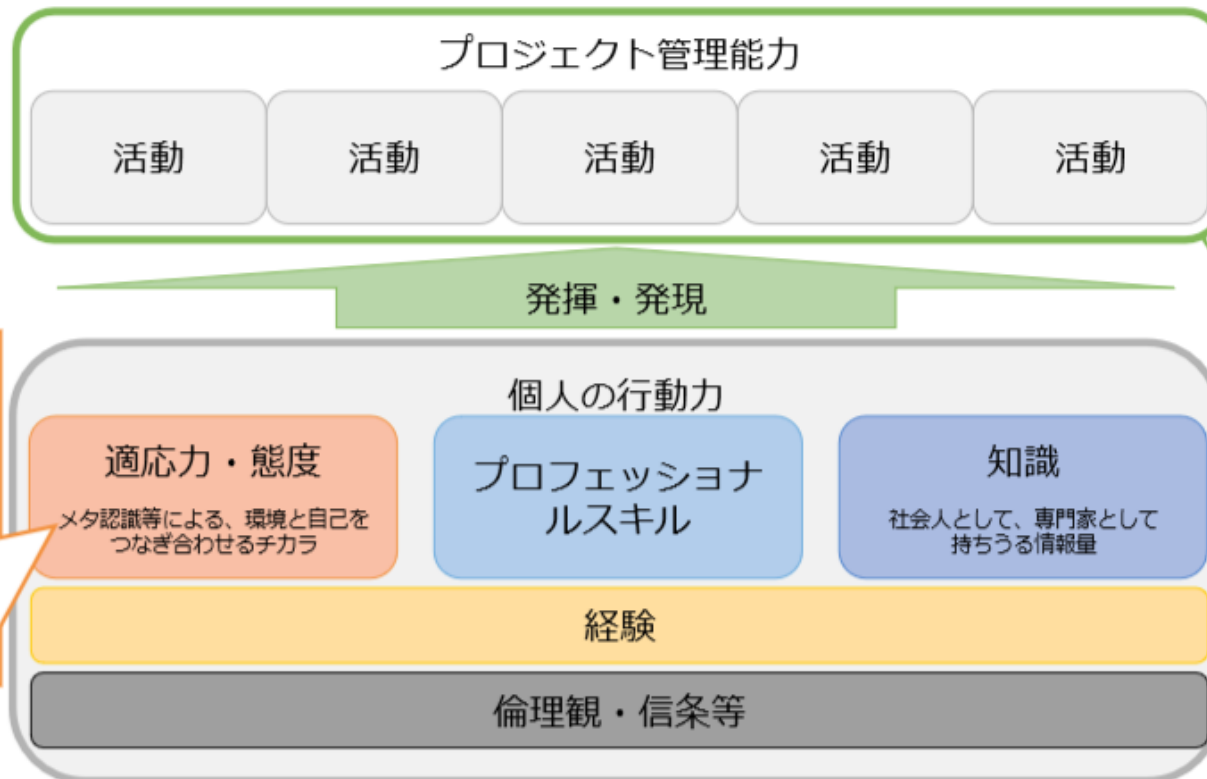 プロジェクト管理能力
活動
活動
活動
活動
活動
発揮・発現
個人の行動力
適応力・態度
メタ認識等による、環境と自己を
つなぎ合わせるチカラ
プロフェッショナ
ルスキル
知識
社会人として、専門家として
持ちうる情報量
経験
倫理観・信条等